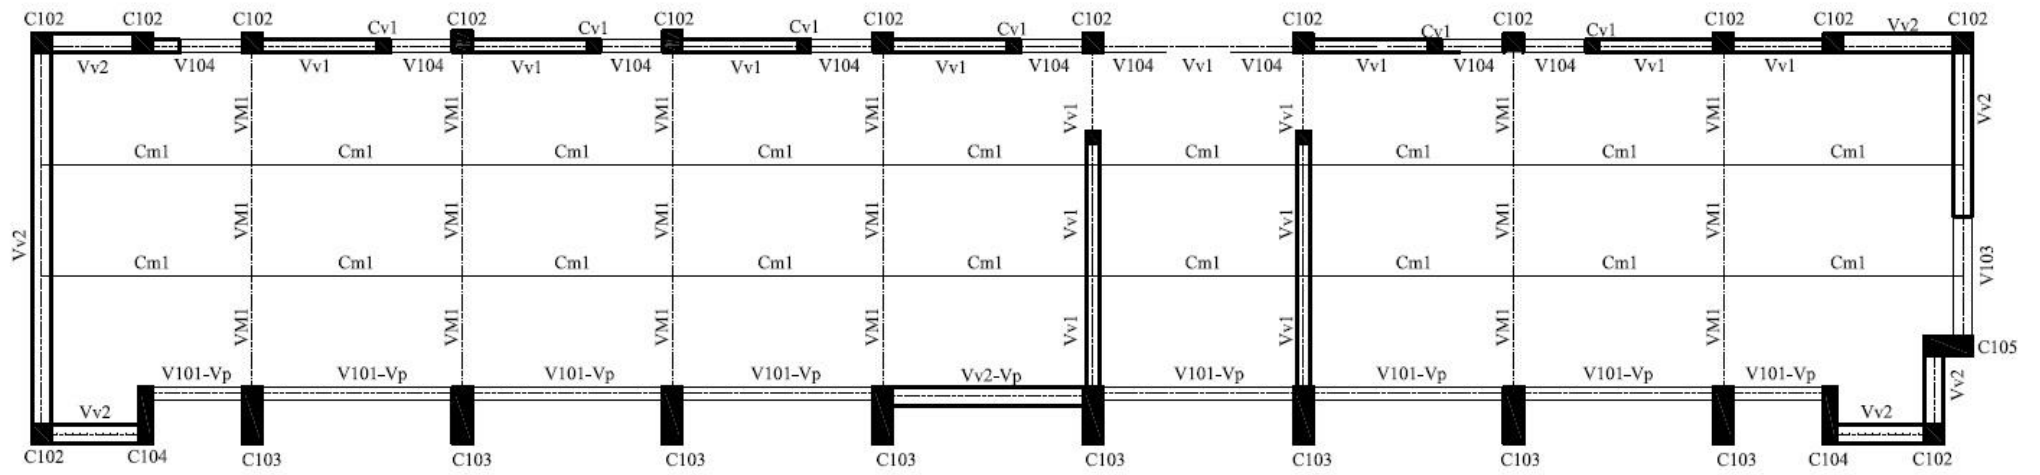 C102 C102 C102 Cv1 C102 Cv1 C102 Cv1 C102 Cv1 C102 C102 Cv1 C102 Cv1 C102 C102 Vv2 C102
Vv2 V104 Vv1 V104 Vv1 V104 Vv1 V104 Vv1 V104 V104 Vv1 V104 Vv1 V104 V104 Vv1 Vv1
VM1 VM1 VM1 VM1 Vv1 Vv1 VM1 VM1 Vv2
Cm1 Cm1 Cm1 Cm1 Cm1 Cm1 Cm1 Cm1 Cm1
Vv2 VM1 VM1 VM1 VM1 Vv1 Vv1 VM1 VM1
Cm1 Cm1 Cm1 Cm1 Cm1 Cm1 Cm1 Cm1 Cm1 V103
VM1 VM1 VM1 VM1 Vv1 Vv1 VM1 VM1 C105
V101-Vp V101-Vp V101-Vp V101-Vp Vv2-Vp V101-Vp V101-Vp V101-Vp V101-Vp Vv2
Vv2 Vv2
C102 C104 C103 C103 C103 C103 C103 C103 C103 C103 C104 C102